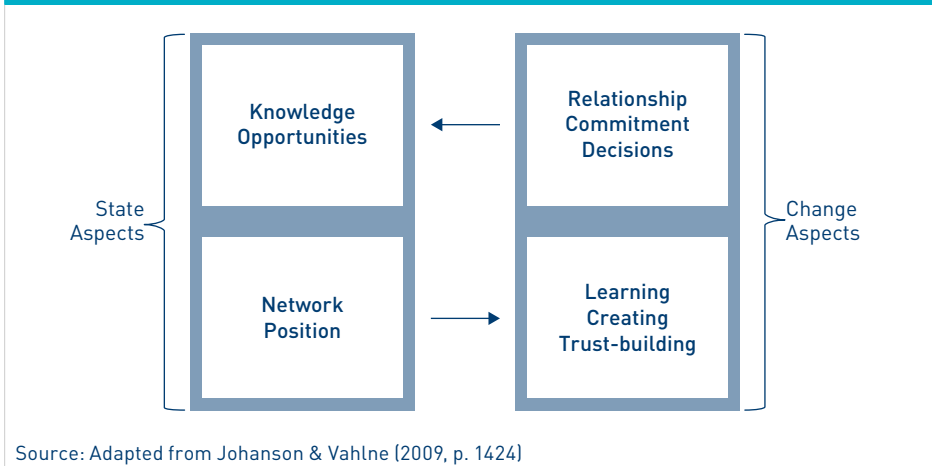 Knowledge
Opportunities
Relationship
Commitment
Decisions
State
Aspects
Change
Aspects
Network
Position
Learning
Creating
Trust-building
Source: Adapted from Johanson & Vahlne (2009, p. 1424)